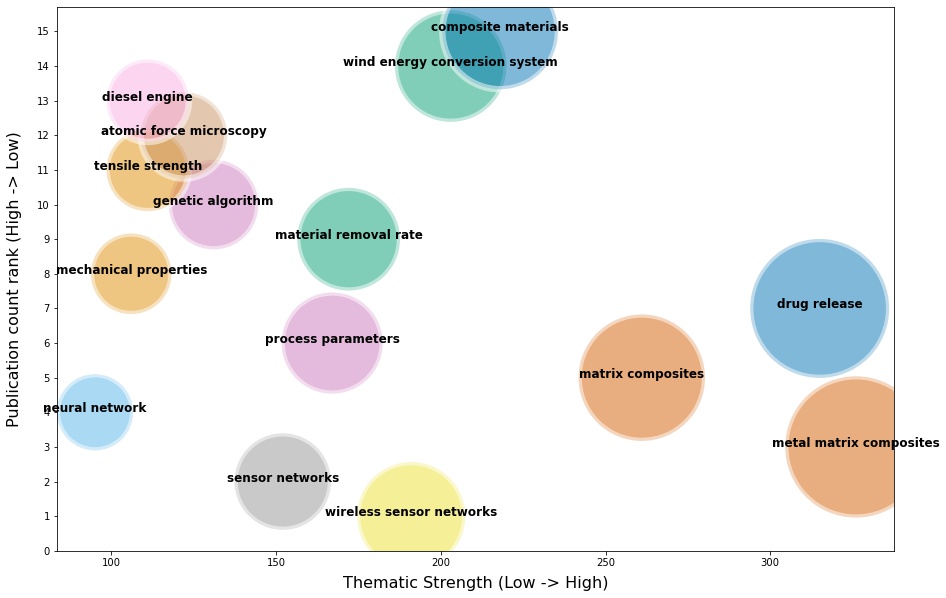 15
composite materials
14
wind energy conversion system
13
diesel engine
12
atomic force microscopy
11
tensile strength
10
genetic algorithm
9
material removal rate
8
mechanical properties
7
drug release
6
process parameters
5
matrix composites
4
neural network
3
metal matrix composites
2
sensor networks
1
wireless sensor networks
0
100
150
200
250
300
Publication count rank (High -> Low)
Thematic Strength (Low -> High)